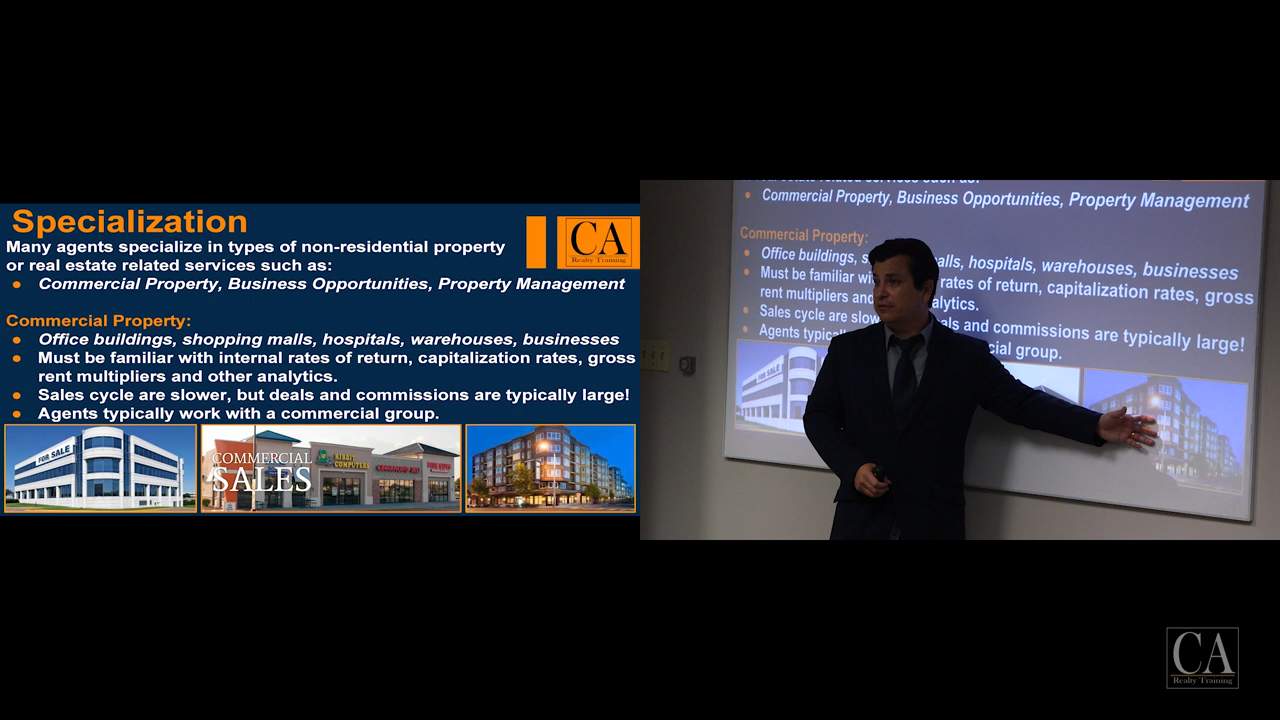 Specialization
Many agents specialize in types of non-residential property
or real estate related services such as:
• Commercial Property, Business Opportunities, Property Management
CA
Realty Training
Commercial Property:
• Office buildings, shopping malls, hospitals, warehouses, businesses
• Must be familiar with internal rates of return, capitalization rates, gross
rent multipliers and other analytics.
• Sales cycle are slower, but deals and commissions are typically large!
• Agents typically work with a commercial group.
FOR SALE
COMMERCIAL
SALES
KIBBIT
COMPUTERS
• Commercial Property, Business Opportunities, Property Management
Commercial Property:
• Office buildings, s malls, hospitals, warehouses, businesses
• Must be familiar wi rates of return, capitalization rates, gross
rent multipliers and alytics.
• Sales cycle are slow als and commissions are typically large!
• Agents typica cial group.
FOR SALE
CA
Realty Training